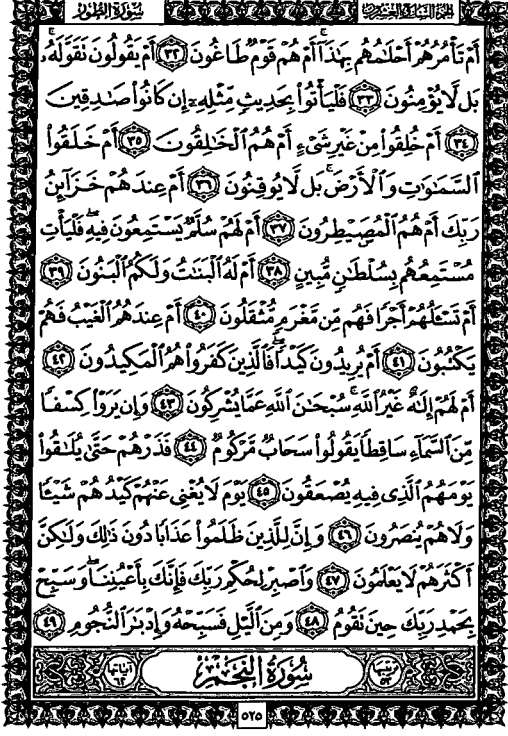 الجزء السابع والعشرون سورة الطور
أَمْ تَأْمُرُهُمْ أَحْلَٰمُهُم بِهَٰذَآ ۚ أَمْ هُمْ قَوْمٌ طَاغُونَ ٣٢ أَمْ يَقُولُونَ تَقَوَّلَهُۥ ۚ
بَل لَّا يُؤْمِنُونَ ٣٣ فَلْيَأْتُوا۟ بِحَدِيثٍ مِّثْلِهِۦٓ إِن كَانُوا۟ صَٰدِقِينَ
٣٤ أَمْ خُلِقُوا۟ مِنْ غَيْرِ شَىْءٍ أَمْ هُمُ ٱلْخَٰلِقُونَ ٣٥ أَمْ خَلَقُوا۟
ٱلسَّمَٰوَٰتِ وَٱلْأَرْضَ ۚ بَل لَّا يُوقِنُونَ ٣٦ أَمْ عِندَهُمْ خَزَآئِنُ
رَبِّكَ أَمْ هُمُ ٱلْمُصَۣيْطِرُونَ ٣٧ أَمْ لَهُمْ سُلَّمٌ يَسْتَمِعُونَ فِيهِ ۖ فَلْيَأْتِ
مُسْتَمِعُهُم بِسُلْطَٰنٍ مُّبِينٍ ٣٨ أَمْ لَهُ ٱلْبَنَٰتُ وَلَكُمُ ٱلْبَنُونَ ٣٩
أَمْ تَسْـَٔلُهُمْ أَجْرًا فَهُم مِّن مَّغْرَمٍ مُّثْقَلُونَ ٤٠ أَمْ عِندَهُمُ ٱلْغَيْبُ فَهُمْ
يَكْتُبُونَ ٤١ أَمْ يُرِيدُونَ كَيْدًا ۖ فَٱلَّذِينَ كَفَرُوا۟ هُمُ ٱلْمَكِيدُونَ ٤٢
أَمْ لَهُمْ إِلَٰهٌ غَيْرُ ٱللَّهِ ۚ سُبْحَٰنَ ٱللَّهِ عَمَّا يُشْرِكُونَ ٤٣ وَإِن يَرَوْا۟ كِسْفًا
مِّنَ ٱلسَّمَآءِ سَاقِطًا يَقُولُوا۟ سَحَابٌ مَّرْكُومٌ ٤٤ فَذَرْهُمْ حَتَّىٰ يُلَٰقُوا۟
يَوْمَهُمُ ٱلَّذِى فِيهِ يُصْعَقُونَ ٤٥ يَوْمَ لَا يُغْنِى عَنْهُمْ كَيْدُهُمْ شَيْـًٔا
وَلَا هُمْ يُنصَرُونَ ٤٦ وَإِنَّ لِلَّذِينَ ظَلَمُوا۟ عَذَابًا دُونَ ذَٰلِكَ وَلَٰكِنَّ
أَكْثَرَهُمْ لَا يَعْلَمُونَ ٤٧ وَٱصْبِرْ لِحُكْمِ رَبِّكَ فَإِنَّكَ بِأَعْيُنِنَا ۖ وَسَبِّحْ
بِحَمْدِ رَبِّكَ حِينَ تَقُومُ ٤٨ وَمِنَ ٱلَّيْلِ فَسَبِّحْهُ وَإِدْبَٰرَ ٱلنُّجُومِ ٤٩
ترتيبها ٥٣ سُورَةُ النَّجْمِ آياتها ٦٢
٥٢٥